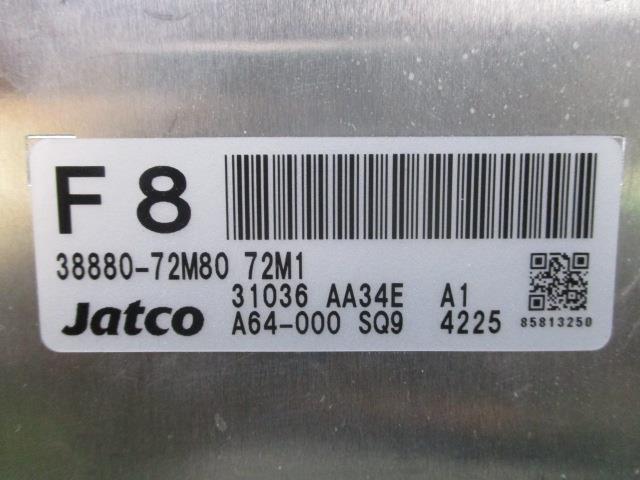 F 8
38880-72M80 72M1
31036 AA34E A1
Jatco A64-000 SQ9 4225 85813250